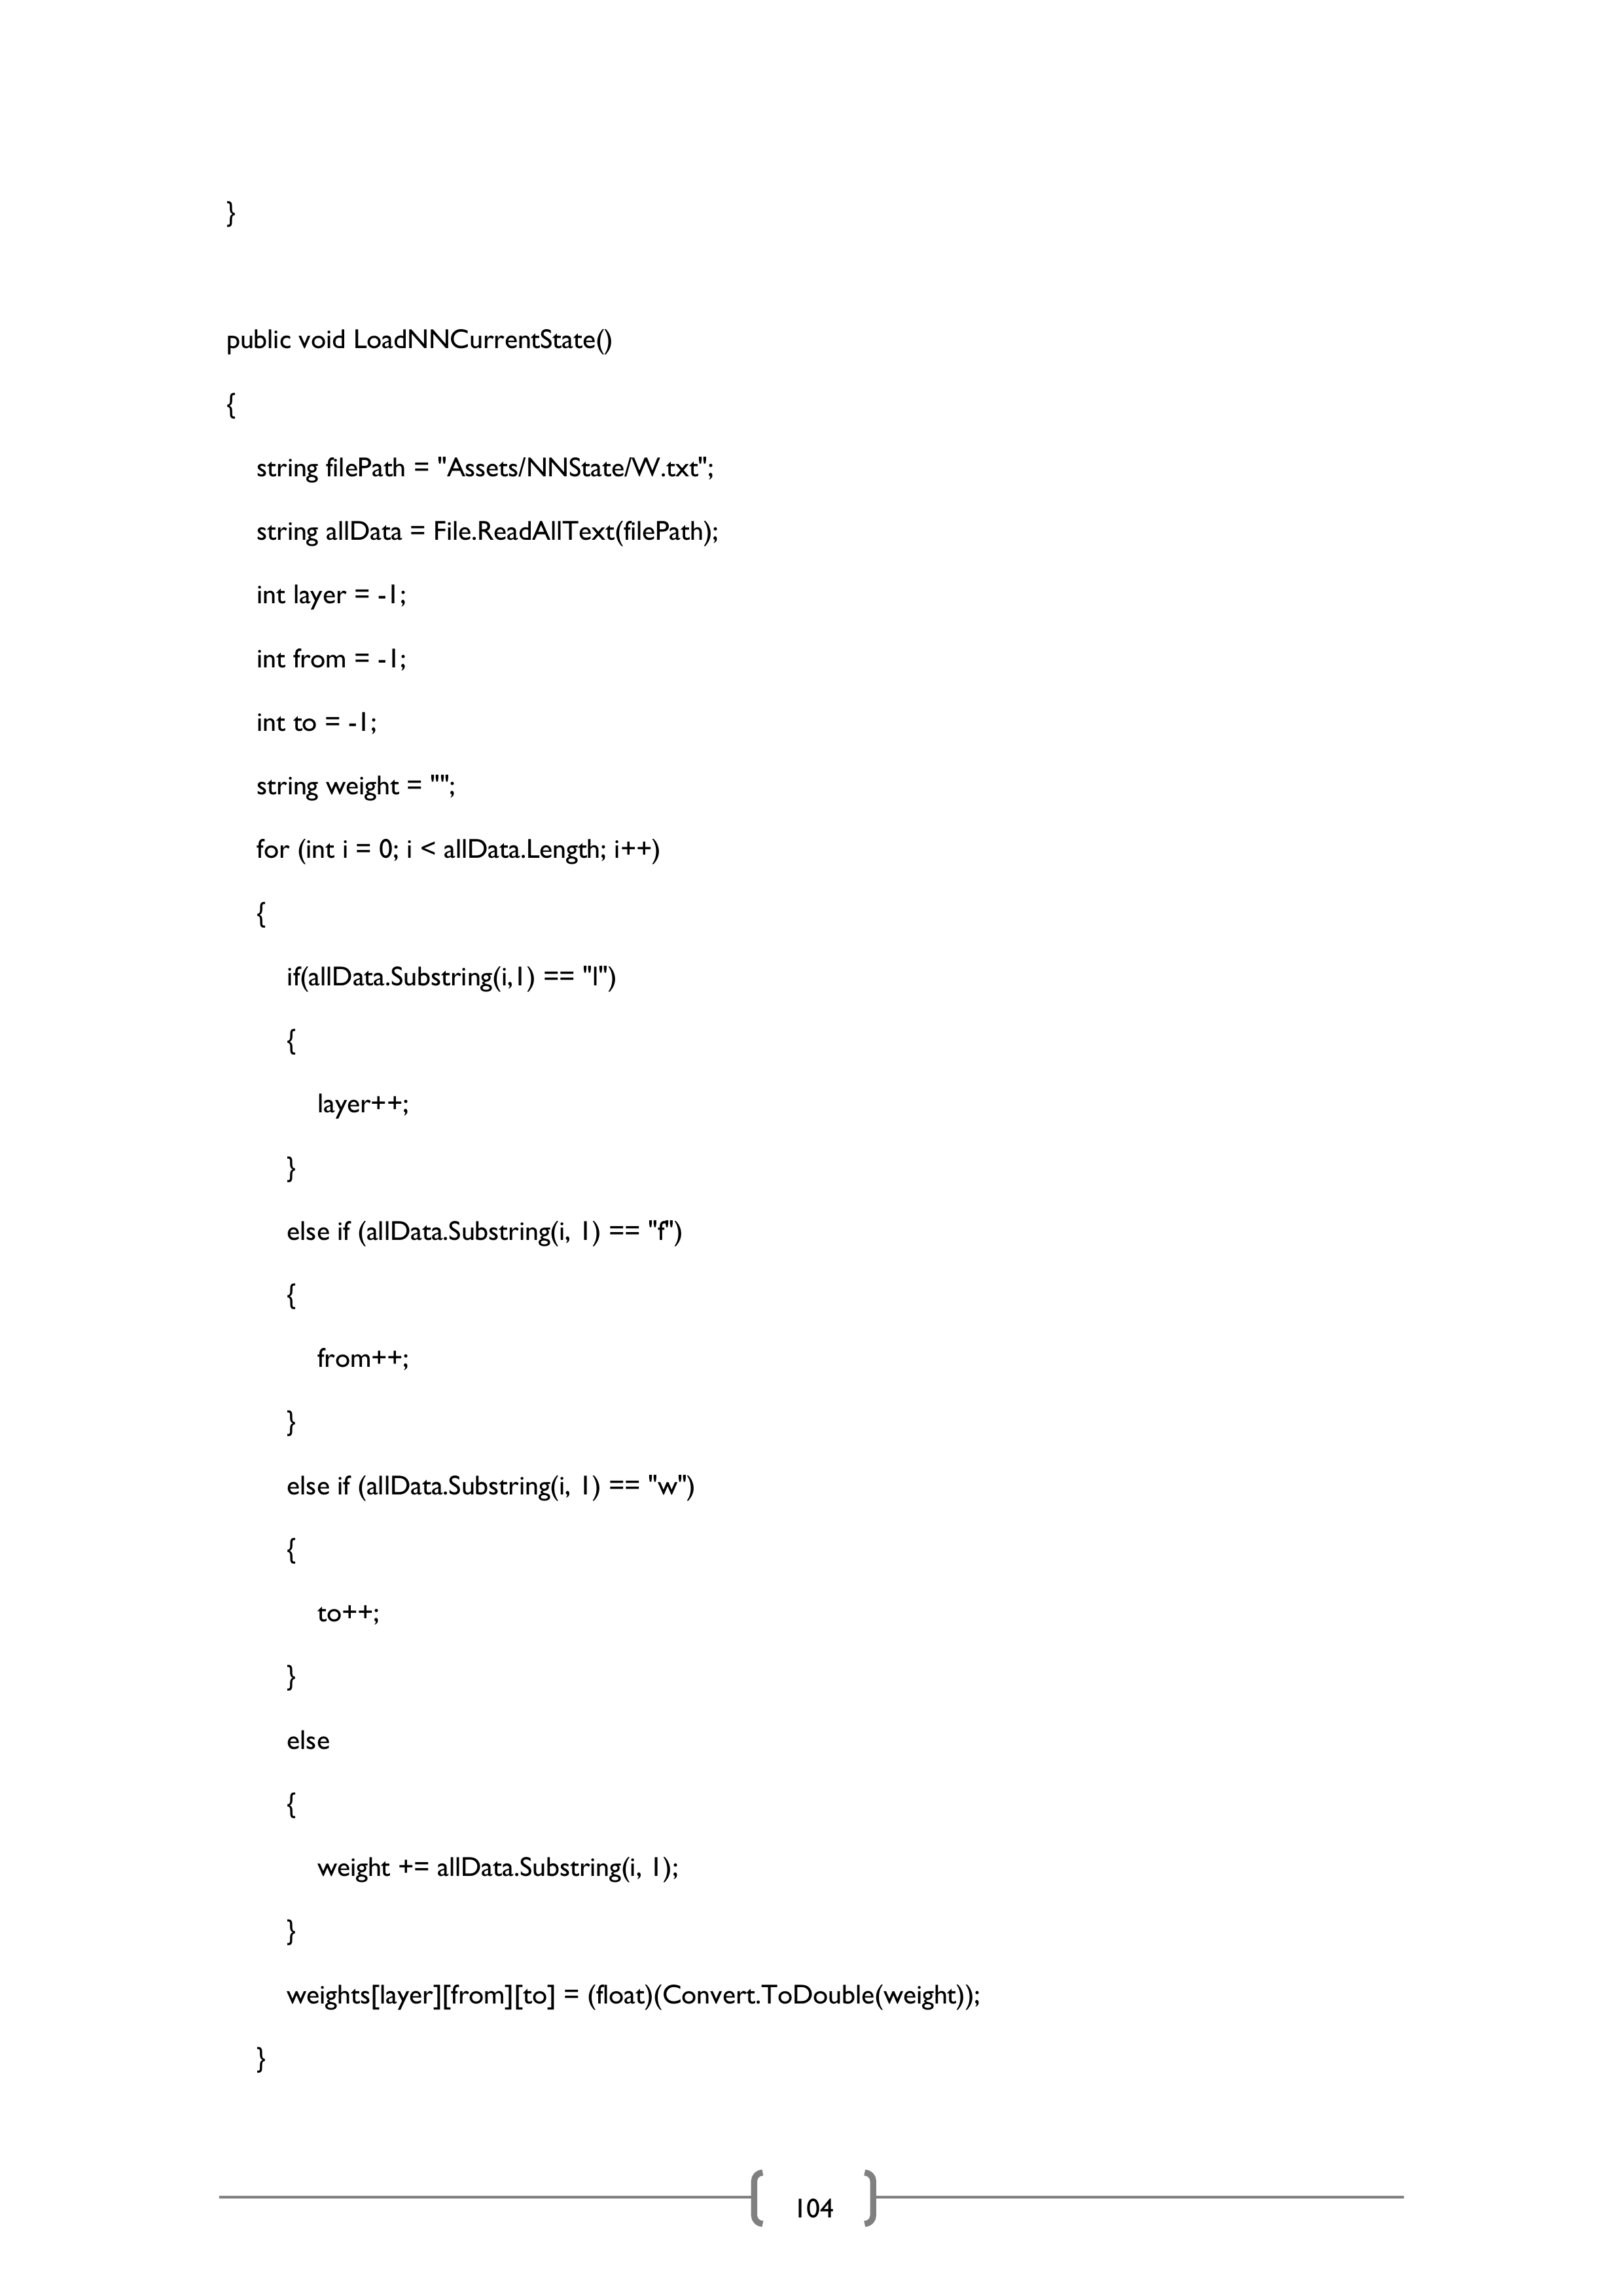 }
public void LoadNNCurrentState()
{
string filePath = "Assets/NNState/W.txt";
string allData = File.ReadAllText(filePath);
int layer = -1;
int from = -1;
int to = -1;
string weight = "";
for (int i = 0; i < allData.Length; i++)
{
if(allData.Substring(i,1) == "l")
{
layer++;
}
else if (allData.Substring(i, 1) == "f")
{
from++;
}
else if (allData.Substring(i, 1) == "w")
{
to++;
}
else
{
weight += allData.Substring(i, 1);
}
weights[layer][from][to] = (float)(Convert.ToDouble(weight));
}
104